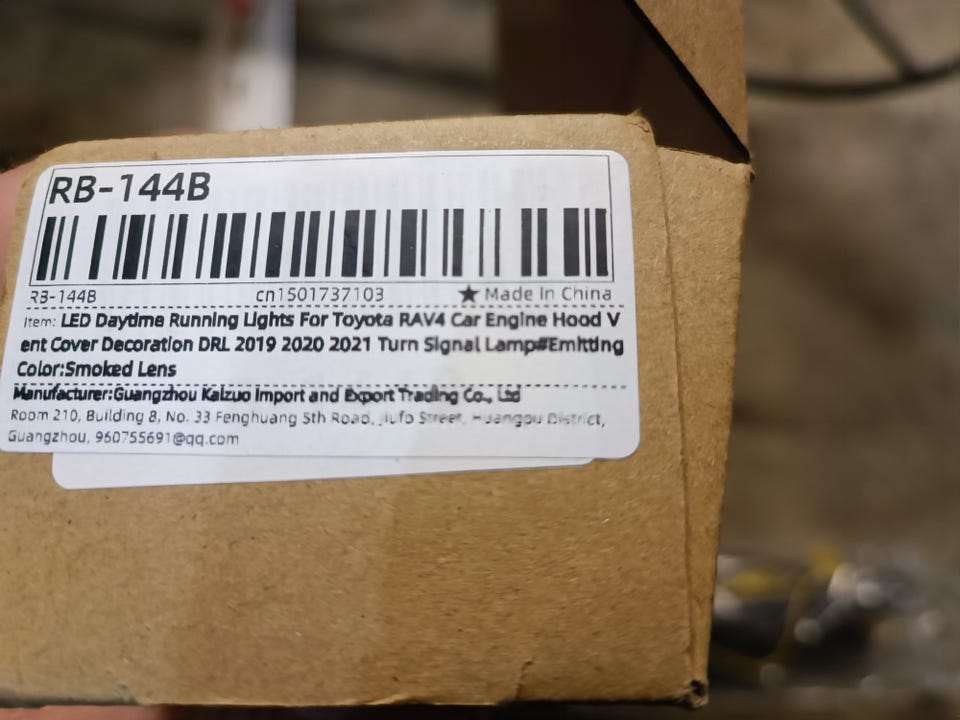 RB-144B
RB-144B
cn1501737103
★Made In China
Item: LED Daytime Running Lights For Toyota RAV4 Car Engine Hood V
ent Cover Decoration DRL 2019 2020 2021 Turn Signal Lamp#Emitting
Color:Smoked Lens
Manufacturer:Guangzhou Kaizuo Import and Export Trading Co., Ltd
Room 210, Building 8, No. 33 Fenghuang 5th Road, Street, District,
Guangzhou, 960755691@qq.com